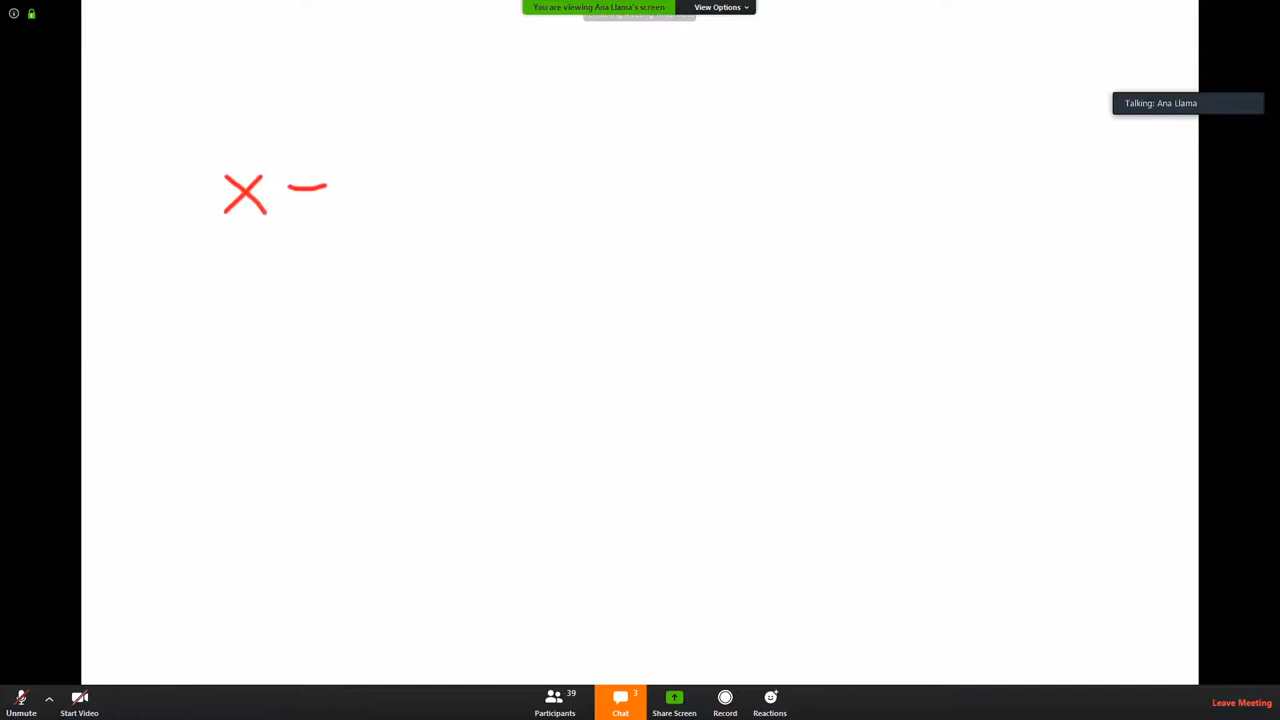 You are viewing Ana Llama's screen View Options
Talking: Ana Llama
X −
39
3
Unmute Start Video Participants Chat Share Screen Record Reactions Leave Meeting